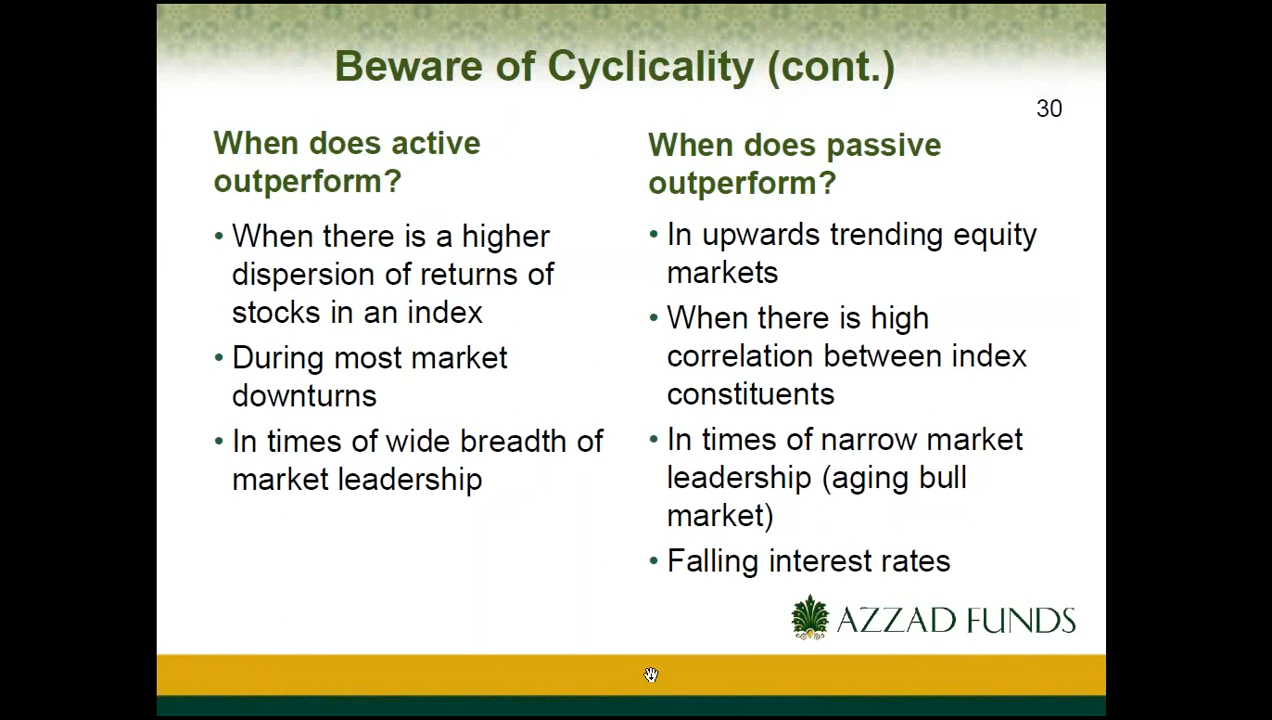 Beware of Cyclicality (cont.)
30
When does active
outperform?
• When there is a higher
dispersion of returns of
stocks in an index
• During most market
downturns
• In times of wide breadth of
market leadership
When does passive
outperform?
• In upwards trending equity
markets
• When there is high
correlation between index
constituents
• In times of narrow market
leadership (aging bull
market)
• Falling interest rates
AZZAD FUNDS